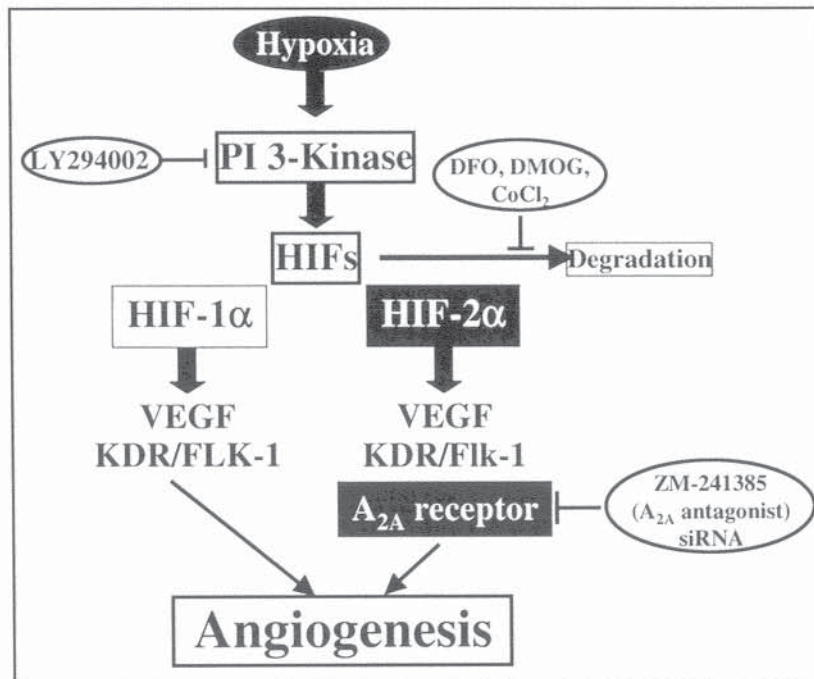 Hypoxia
LY294002
PI 3-Kinase
DFO, DMOG,
CoCl₂
HIFs
Degradation
HIF-1α
HIF-2α
VEGF
KDR/FLK-1
VEGF
KDR/Flk-1
A₂A receptor
ZM-241385
(A₂A antagonist)
siRNA
Angiogenesis